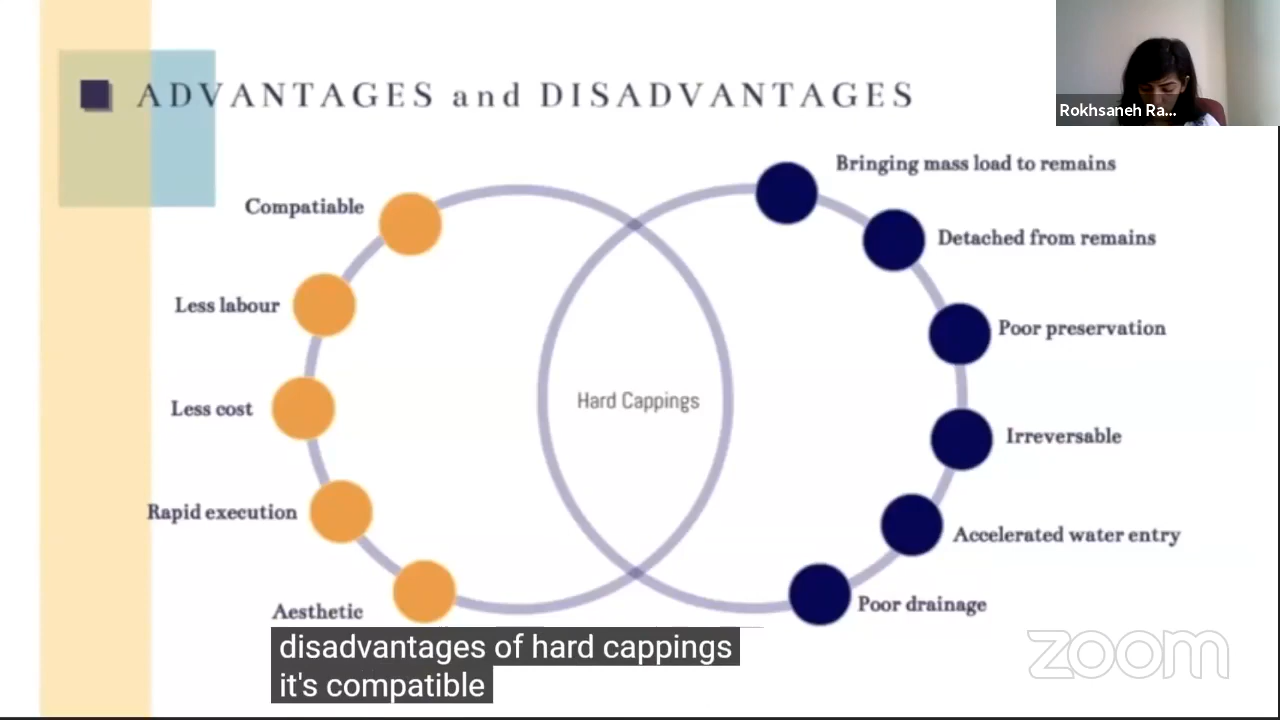 ADVANTAGES and DISADVANTAGES
Rokhsaneh Ra...
Bringing mass load to remains
Compatiable
Detached from remains
Less labour
Poor preservation
Less cost
Hard Cappings
Irreversable
Rapid execution
Accelerated water entry
Aesthetic
Poor drainage
disadvantages of hard cappings
it's compatible
zoom